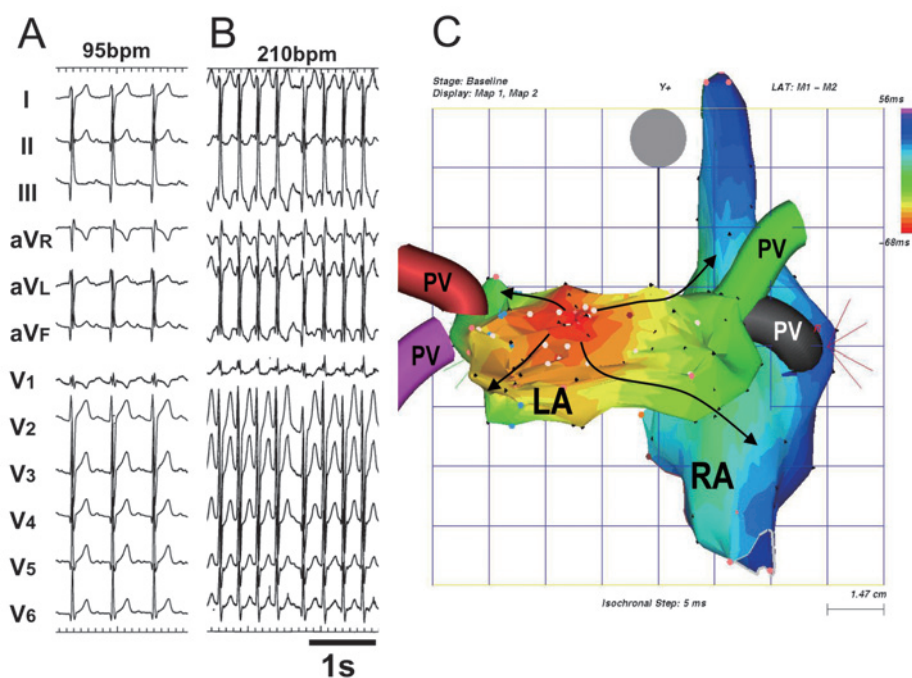 A
B
C
95bpm
210bpm
I
II
III
aVR
aVL
aVF
V1
V2
V3
V4
V5
V6
1s
Stage: Baseline
Display: Map 1, Map 2
Y+
LAT: M1 – M2
56ms
-68ms
PV
PV
PV
PV
LA
RA
1.47 cm
Isochronal Step: 5 ms